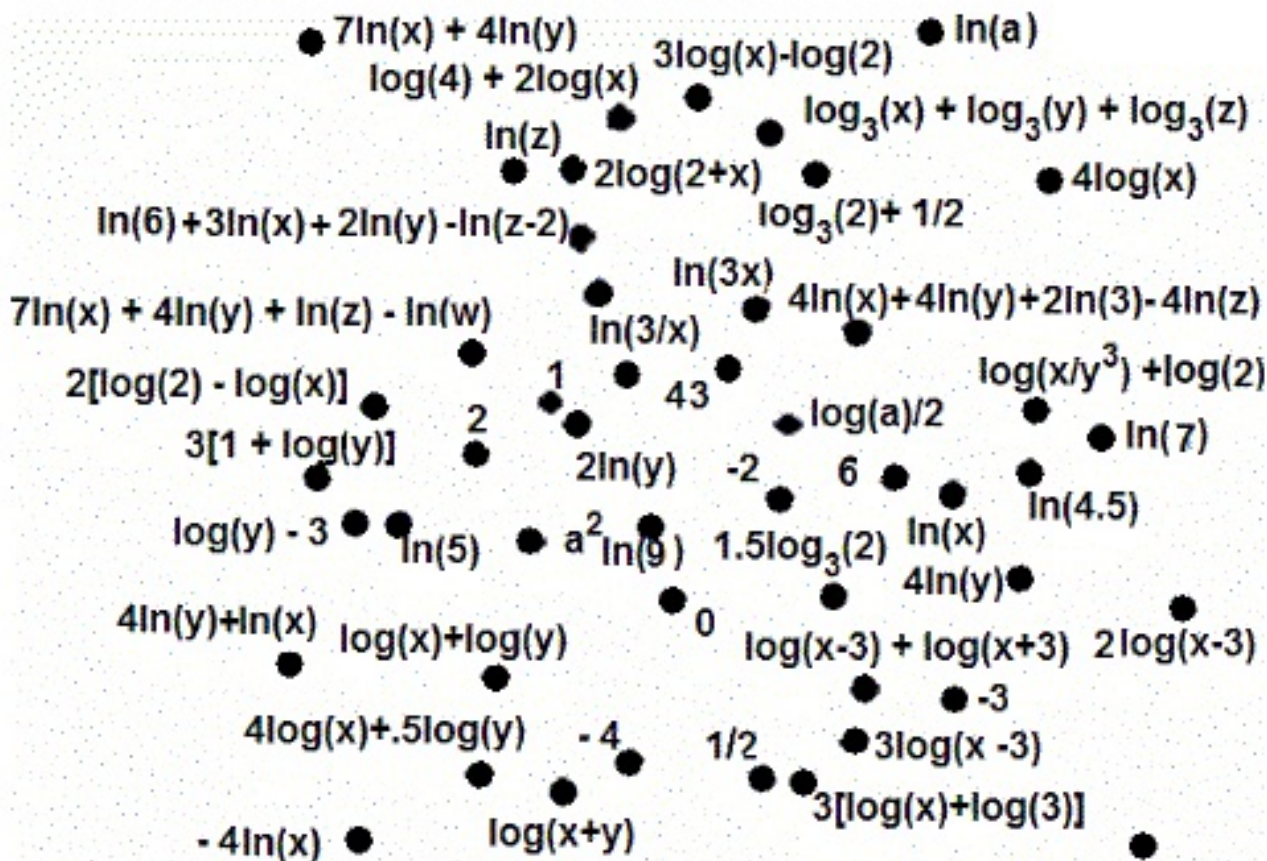 7ln(x) + 4ln(y)
ln(a)
3log(x)-log(2)
log(4) + 2log(x)
log₃(x) + log₃(y) + log₃(z)
ln(z)
2log(2+x)
4log(x)
log₃(2)+ 1/2
ln(6)+3ln(x)+2ln(y)-ln(z-2)
ln(3x)
4ln(x)+4ln(y)+2ln(3)-4ln(z)
7ln(x) + 4ln(y) + ln(z) - ln(w)
ln(3/x)
log(x/y³) +log(2)
2[log(2) - log(x)]
1
43
log(a)/2
2
ln(7)
3[1 + log(y)]
2ln(y)
-2
6
ln(4.5)
log(y) - 3
ln(5)
a²
ln(9)
1.5log₃(2)
ln(x)
4ln(y)
0
4ln(y)+ln(x)
log(x)+log(y)
log(x-3) + log(x+3)
2log(x-3)
-3
4log(x)+.5log(y)
- 4
1/2
3log(x -3)
3[log(x)+log(3)]
log(x+y)
- 4ln(x)